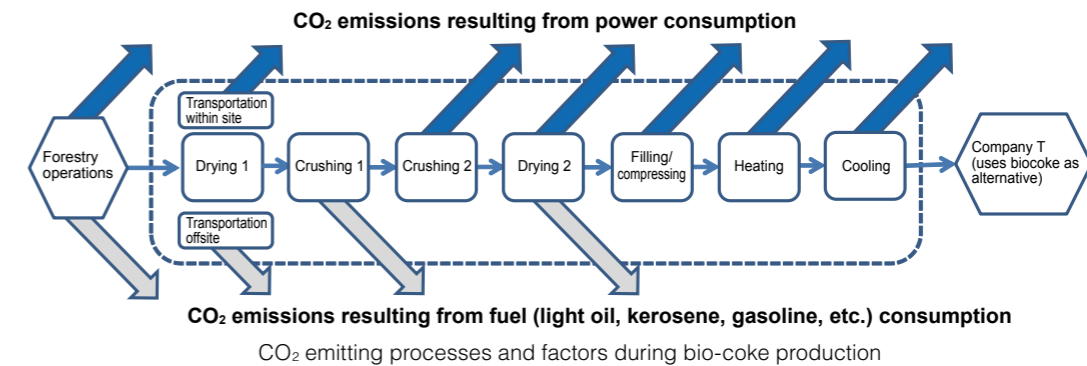 CO₂ emissions resulting from power consumption
Transportation
within site
Forestry
operations
Drying 1
Crushing 1
Crushing 2
Drying 2
Filling/
compressing
Heating
Cooling
Company T
(uses biocoke as
alternative)
Transportation
offsite
CO₂ emissions resulting from fuel (light oil, kerosene, gasoline, etc.) consumption
CO₂ emitting processes and factors during bio-coke production